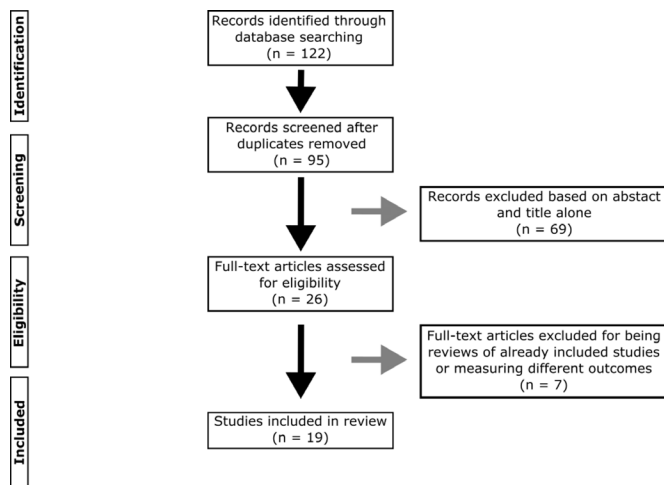 Identification
Records identified through
database searching
(n = 122)
Screening
Records screened after
duplicates removed
(n = 95)
Records excluded based on abstact
and title alone
(n = 69)
Eligibility
Full-text articles assessed
for eligibility
(n = 26)
Full-text articles excluded for being
reviews of already included studies
or measuring different outcomes
(n = 7)
Included
Studies included in review
(n = 19)